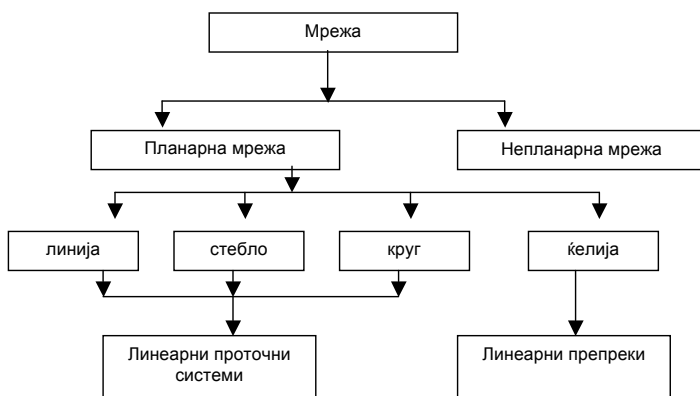 Мрежа
Планарна мрежа
Непланарна мрежа
линија
стебло
круг
ќелија
Линеарни проточни
системи
Линеарни препреки